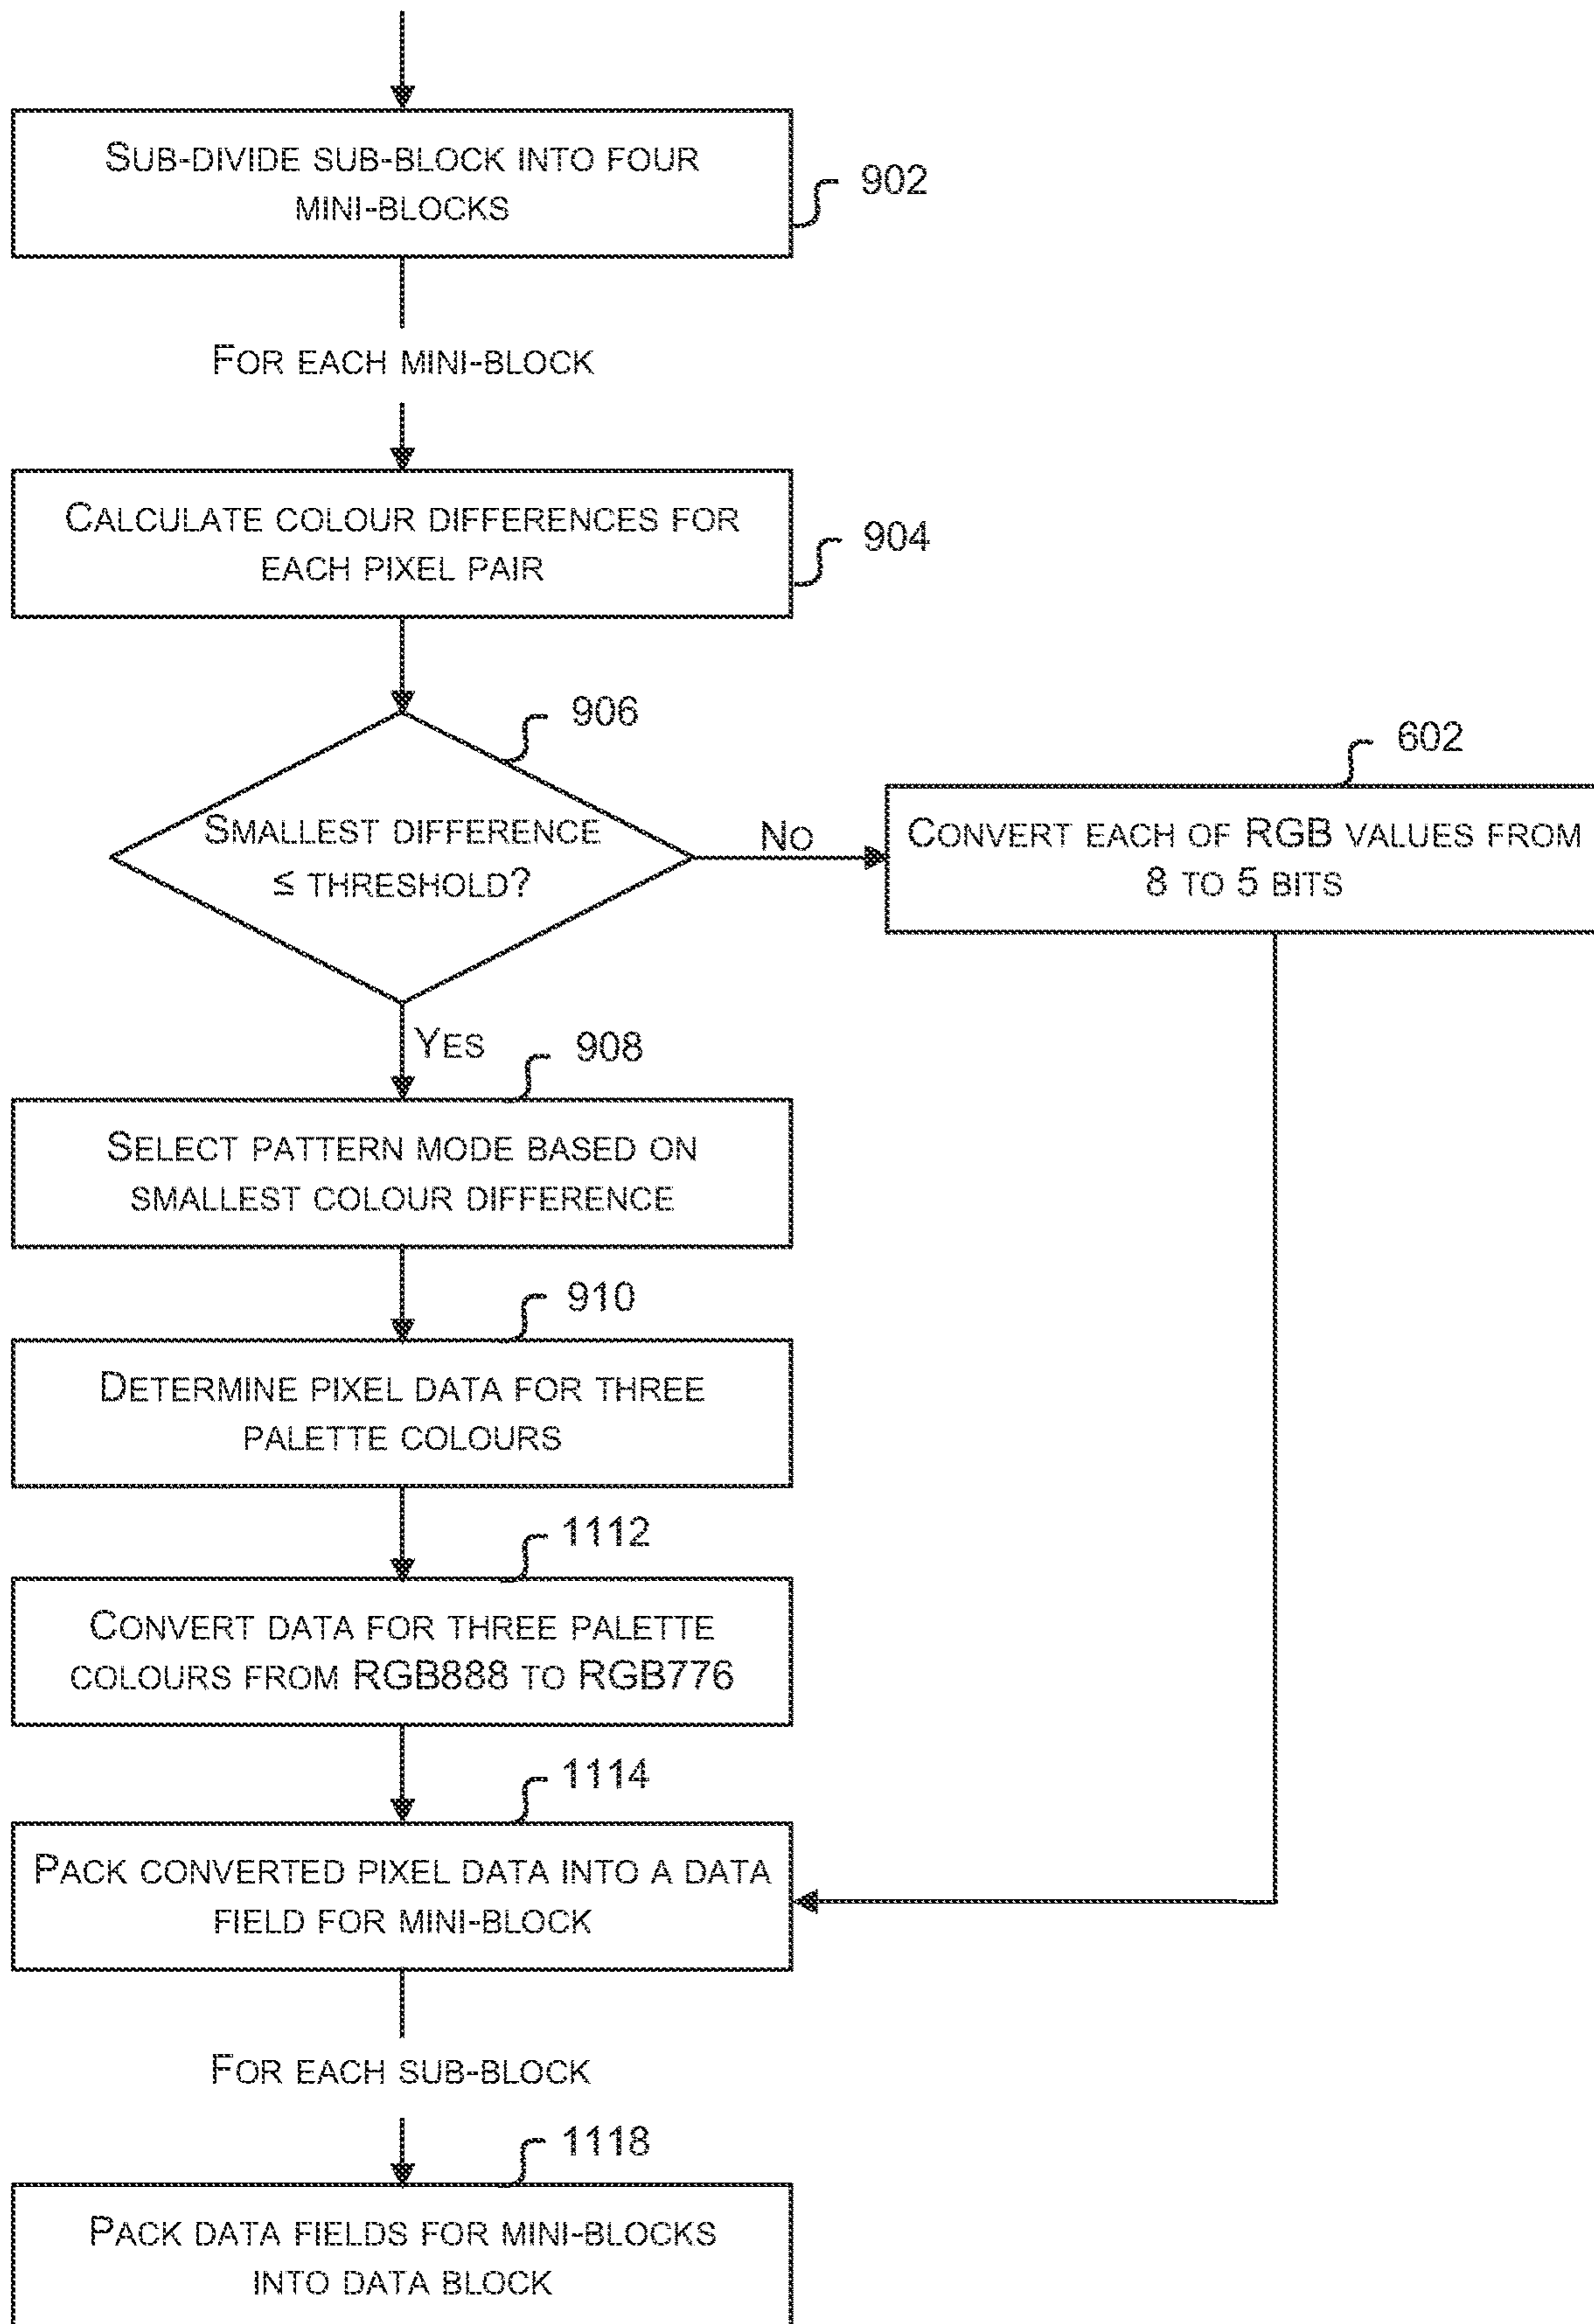 SUB-DIVIDE SUB-BLOCK INTO FOUR
MINI-BLOCKS
902
FOR EACH MINI-BLOCK
CALCULATE COLOUR DIFFERENCES FOR
EACH PIXEL PAIR
904
906
SMALLEST DIFFERENCE
≤ THRESHOLD?
NO
602
CONVERT EACH OF RGB VALUES FROM
8 TO 5 BITS
YES
908
SELECT PATTERN MODE BASED ON
SMALLEST COLOUR DIFFERENCE
910
DETERMINE PIXEL DATA FOR THREE
PALETTE COLOURS
1112
CONVERT DATA FOR THREE PALETTE
COLOURS FROM RGB888 TO RGB776
1114
PACK CONVERTED PIXEL DATA INTO A DATA
FIELD FOR MINI-BLOCK
FOR EACH SUB-BLOCK
1118
PACK DATA FIELDS FOR MINI-BLOCKS
INTO DATA BLOCK